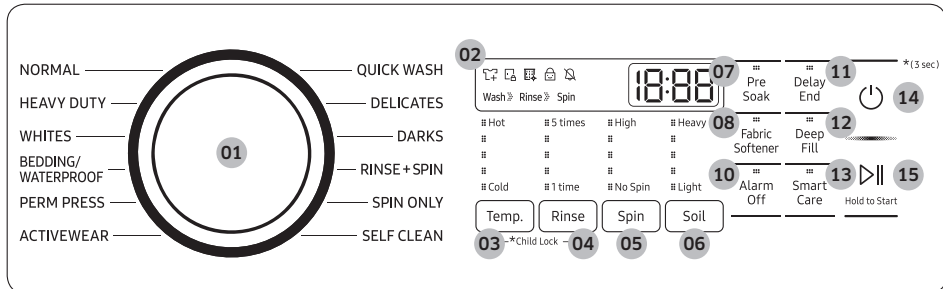 NORMAL
HEAVY DUTY
WHITES
BEDDING/
WATERPROOF
PERM PRESS
ACTIVEWEAR
01
QUICK WASH
DELICATES
DARKS
RINSE+SPIN
SPIN ONLY
SELF CLEAN
02
Wash Rinse Spin
18:88
Hot 5 times High Heavy
Cold 1 time No Spin Light
Temp. Rinse Spin Soil
03 *Child Lock 04 05 06
07 Pre
Soak
Delay
End 11
08 Fabric
Softener
Deep
Fill 12
10 Alarm
Off
Smart
Care 13
*(3 sec)
14
15
Hold to Start